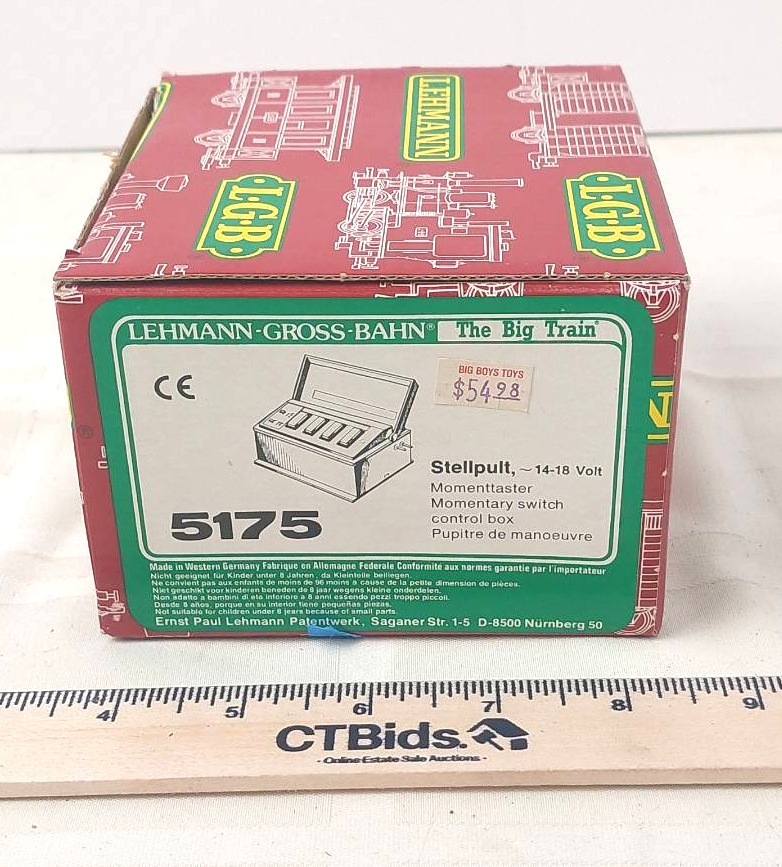 LEHMANN
L·G·B
L·G·B
LEHMANN-GROSS-BAHN® The Big Train®
CE
BIG BOYS TOYS
$54.98
Stellpult, ~ 14-18 Volt
Momenttaster
Momentary switch
control box
Pupitre de manoeuvre
5175
Made in Western Germany Fabrique en Allemagne Federale Conformite aux normes garantie par l'importateur
Nicht geeignet für Kinder unter 8 Jahren, da Kleinteile beiliegen.
Ne convient pas aux enfants de moins de 96 moins a cause de la petite dimension de pièces.
Niet geschikt voor kinderen beneden de 8 jaar wegens kleine onderdelen.
Non adatto a bambini di eta inferiore a 8 anni essendo pezzi troppo piccoli.
Desde 8 años, porque en su interior tiene pequeñas piezas.
Not suitable for children under 8 years because of small parts.
Ernst Paul Lehmann Patentwerk, Saganer Str. 1-5 D-8500 Nürnberg 50
4 5 6 7 8 9
CTBids.
- Online Estate Sale Auctions -